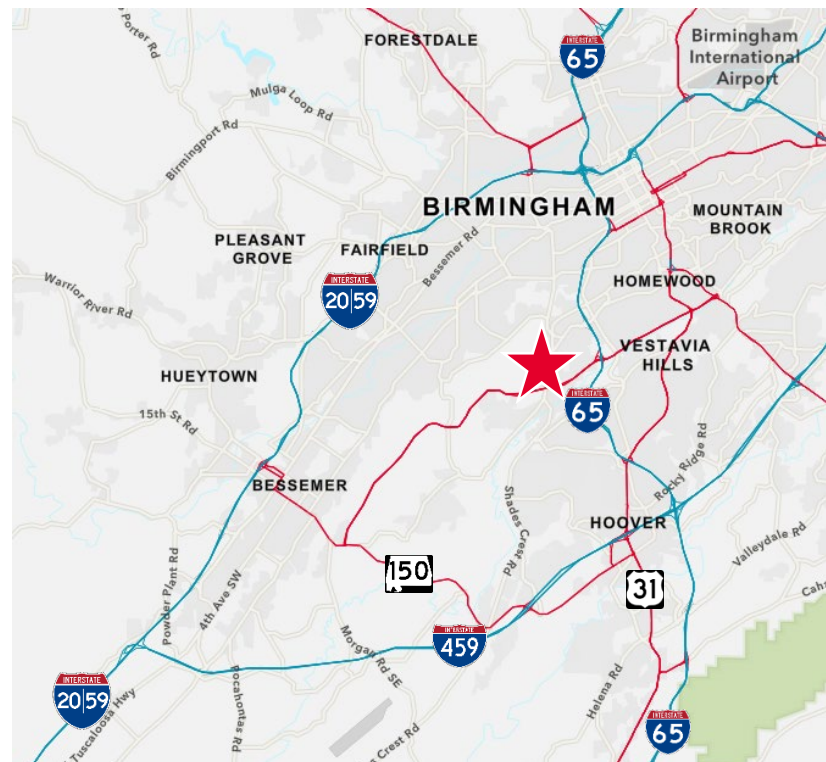 Porter Rd
FORESTDALE
INTERSTATE
65
Birmingham
International
Airport
Mulga Loop Rd
Birmingport Rd
BIRMINGHAM
MOUNTAIN
BROOK
PLEASANT
GROVE
FAIRFIELD
Bessemer Rd
HOMEWOOD
Warrior River Rd
INTERSTATE
20 59
VESTAVIA
HILLS
HUEYTOWN
INTERSTATE
65
15th St Rd
BESSEMER
Shades Crest Rd
Rocky Ridge Rd
HOOVER
Valleydale Rd
Powder Plant Rd
4th Ave SW
150
31
Cah
Morgan Rd SE
INTERSTATE
459
INTERSTATE
20 59
Tuscaloosa Hwy
Pocahontas Rd
Helena Rd
Crest Rd
INTERSTATE
65